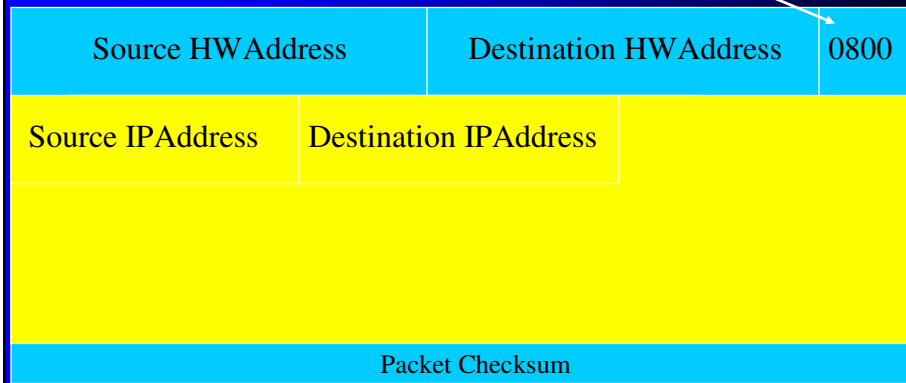 Source HWAddress Destination HWAddress 0800
Source IPAddress Destination IPAddress
Packet Checksum